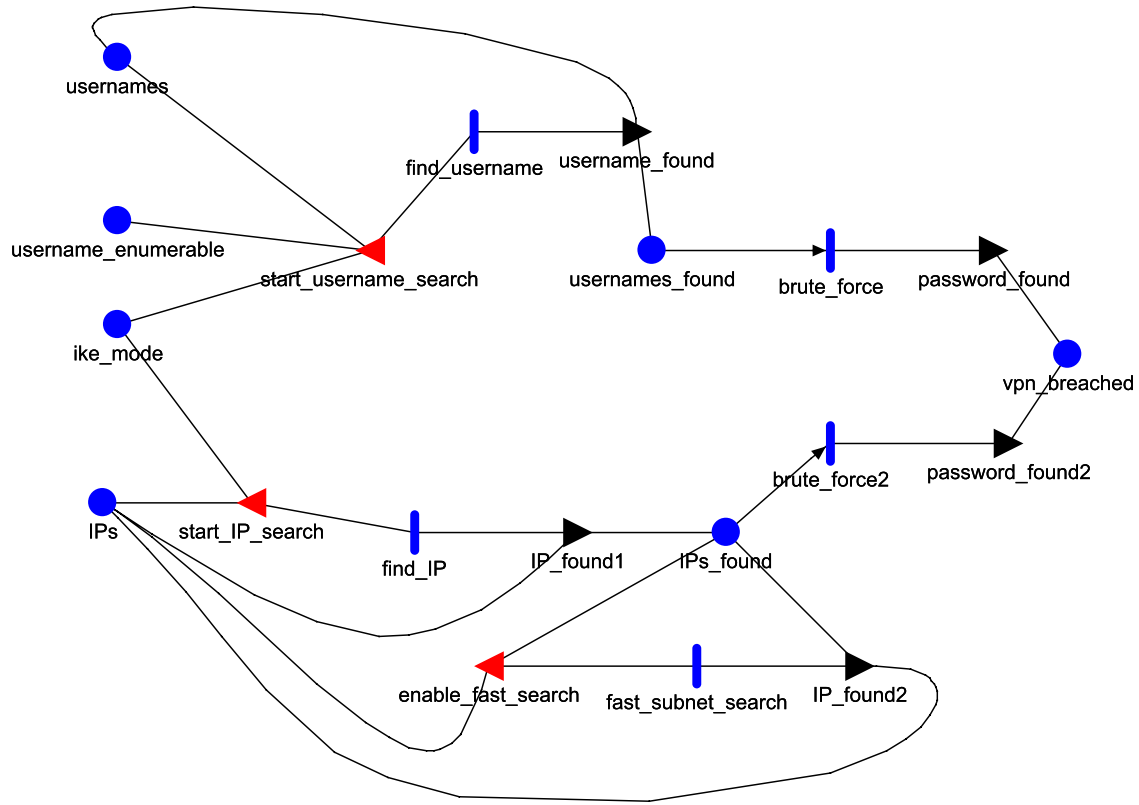 usernames
find_username
username_found
username_enumerable
start_username_search
usernames_found
brute_force
password_found
ike_mode
vpn_breached
brute_force2
password_found2
IPs
start_IP_search
find_IP
IP_found1
IPs_found
enable_fast_search
fast_subnet_search
IP_found2